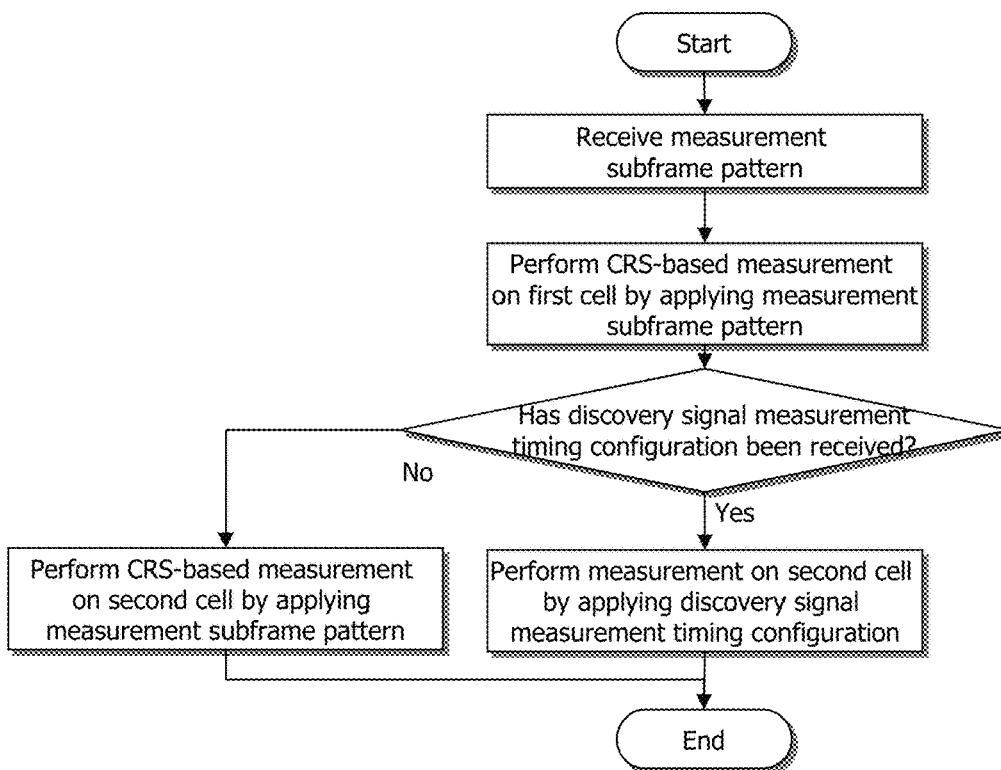 Start
Receive measurement
subframe pattern
Perform CRS-based measurement
on first cell by applying measurement
subframe pattern
Has discovery signal measurement
timing configuration been received?
No
Yes
Perform CRS-based measurement
on second cell by applying
measurement subframe pattern
Perform measurement on second cell
by applying discovery signal
measurement timing configuration
End